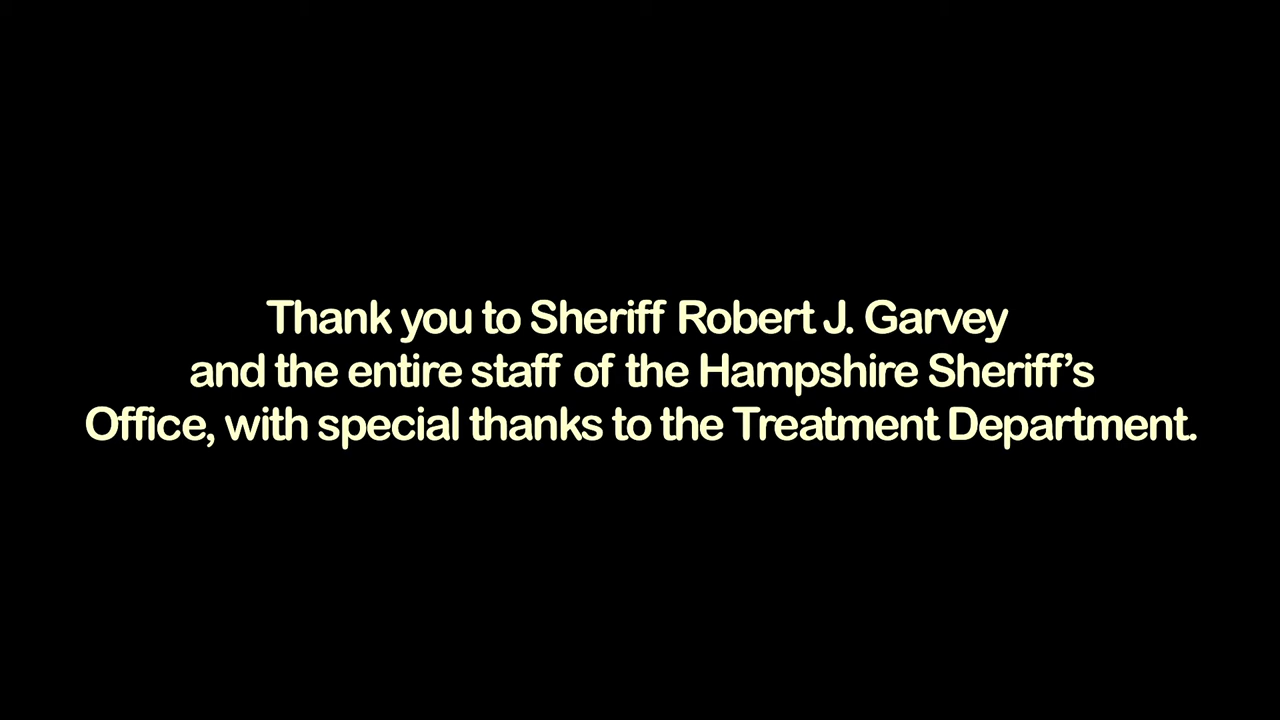 Thank you to Sheriff Robert J. Garvey
and the entire staff of the Hampshire Sheriff’s
Office, with special thanks to the Treatment Department.